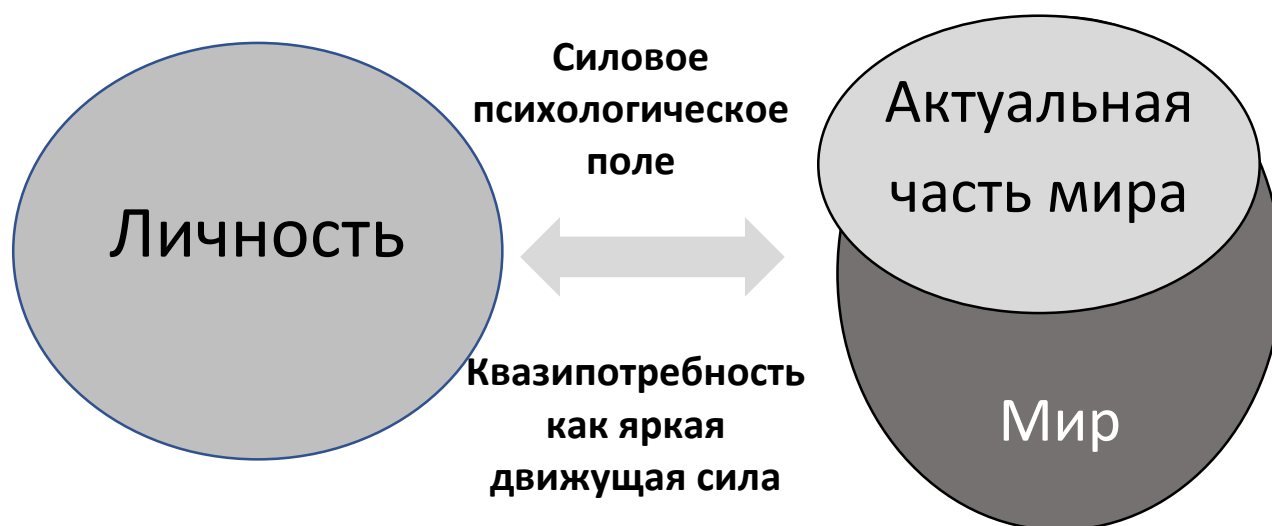 Личность
Силовое
психологическое
поле
Квазипотребность
как яркая
движущая сила
Актуальная
часть мира
Мир